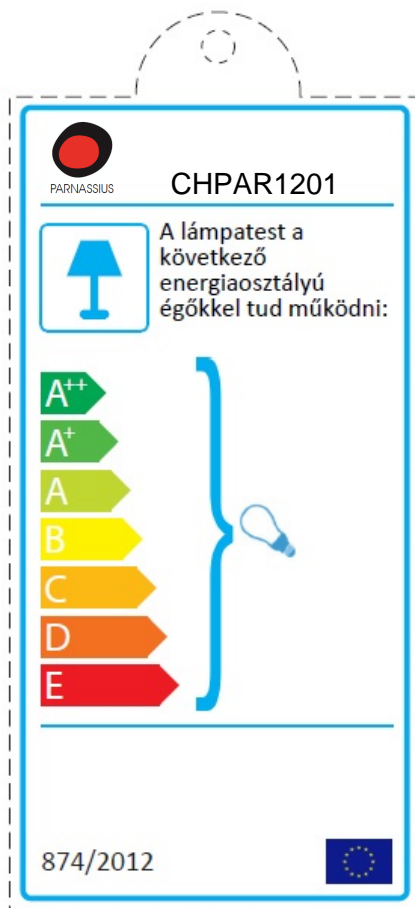 PARNASSIUS
CHPAR1201
A lámpatest a
következő
energiaosztályú
égőkkel tud működni:
A++
A+
A
B
C
D
E
874/2012